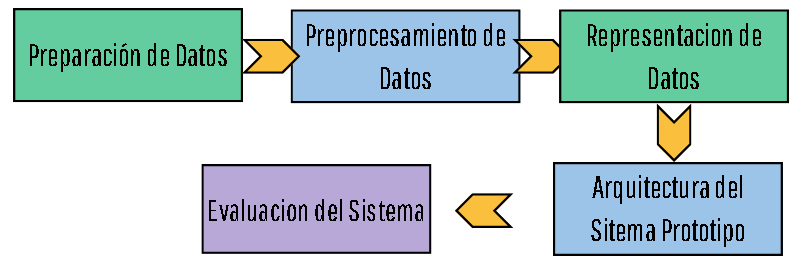 Preparación de Datos
Preprocesamiento de
Datos
Representacion de
Datos
Arquitectura del
Sitema Prototipo
Evaluacion del Sistema